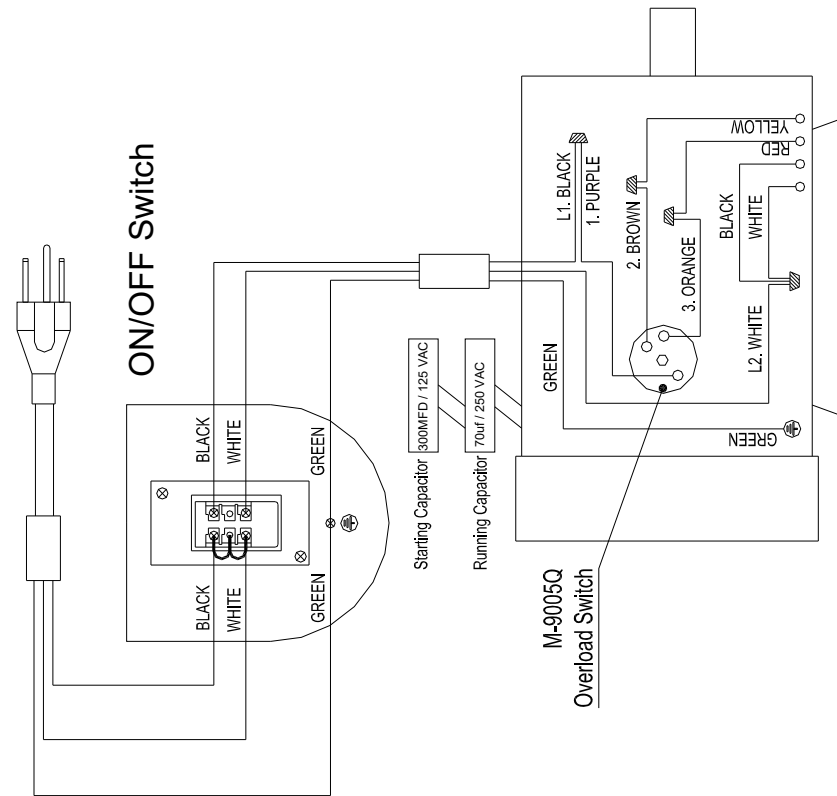 ON/OFF Switch
BLACK
WHITE
GREEN
BLACK
WHITE
GREEN
Starting Capacitor
300MFD / 125 VAC
Running Capacitor
70uf / 250 VAC
L1. BLACK
1. PURPLE
2. BROWN
3. ORANGE
YELLOW
RED
BLACK
WHITE
L2. WHITE
GREEN
GREEN
M-9005Q
Overload Switch